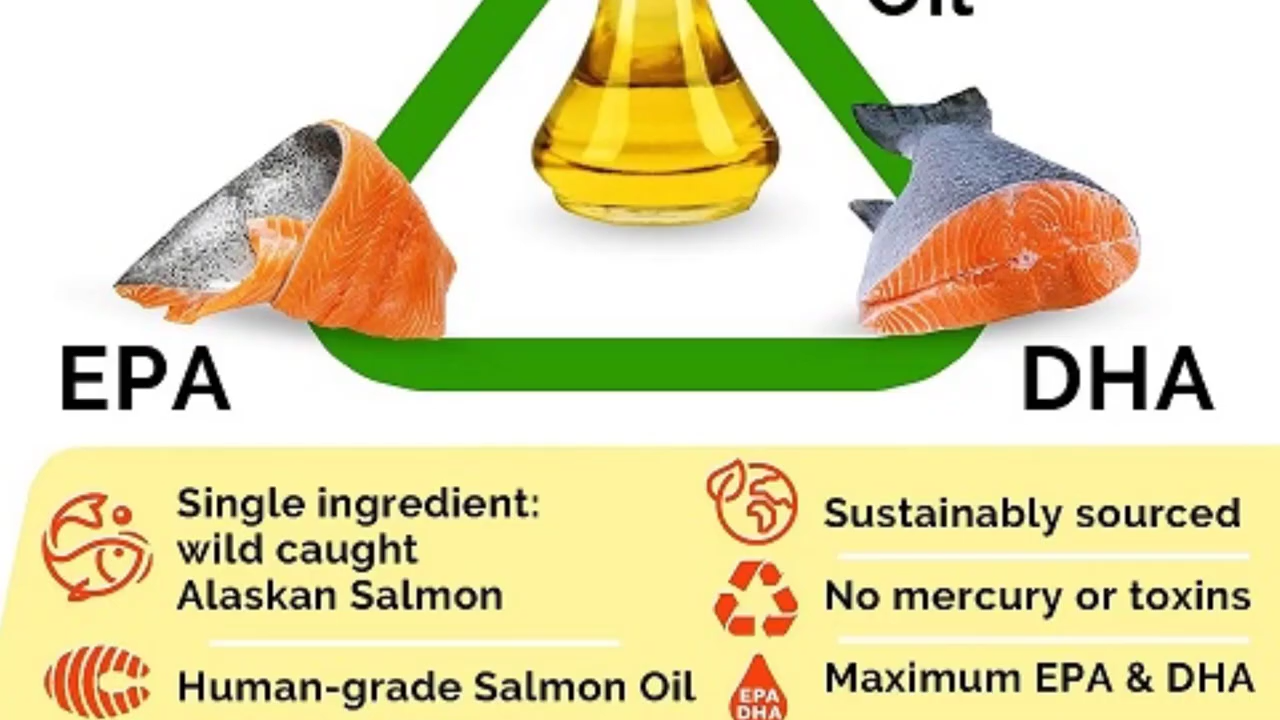 Oil
EPA
DHA
Single ingredient:
wild caught
Alaskan Salmon
Human-grade Salmon Oil
Sustainably sourced
No mercury or toxins
Maximum EPA & DHA
EPA
DHA